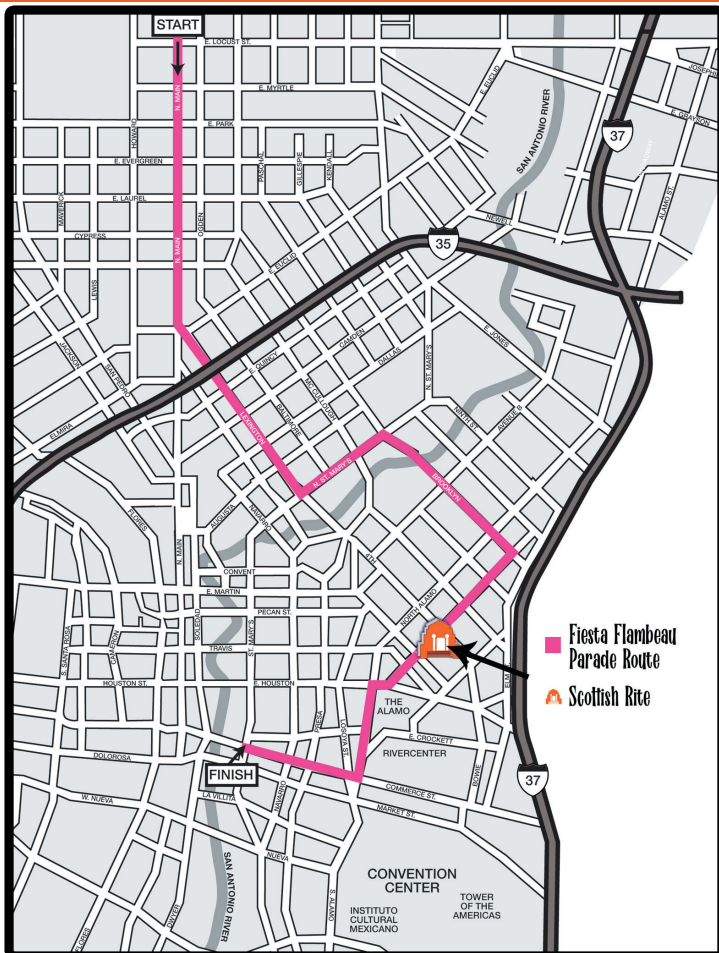 START
E. LOCUST ST.
N. MAIN
E. MYRTLE
E. EUCLID
JOSEPHINE
E. GRAYSON
HOWARD
E. PARK
SAN ANTONIO RIVER
37
E. EVERGREEN
PASCHAL
GILLESPIE
KENDALL
MAVERICK
E. LAUREL
OGDEN
NEWELL
ALAMO ST.
CYPRESS
N. MAIN
35
LEWIS
E. EUCLID
JACKSON
SAN PEDRO
E. QUINCY
CAMDEN
DALLAS
N. ST. MARY'S
E. JONES
ELMIRA
LEXINGTON
BALTIMORE
MC CULLOUGH
NINTH ST.
AVENUE B
N. ST. MARY'S
BROOKLYN
FLORES
N. MAIN
AUGUSTA
NAVARRO
4TH
CONVENT
E. MARTIN
NORTH ALAMO
S. SANTA ROSA
CAMERON
SOLEDAD
ST. MARY'S
PECAN ST.
TRAVIS
HOUSTON ST.
E. HOUSTON
THE
ALAMO
ELM
Fiesta Flambeau
Parade Route
Scottish Rite
PRESA
LOSOYA ST.
E. CROCKETT
RIVERCENTER
BOWIE
DOLOROSA
FINISH
COMMERCE ST.
MARKET ST.
37
W. NUEVA
LA VILLITA
NAVARRO
NUEVA
SAN ANTONIO RIVER
CONVENTION
CENTER
S. ALAMO
INSTITUTO
CULTURAL
MEXICANO
TOWER
OF THE
AMERICAS
DWYER
FLORES